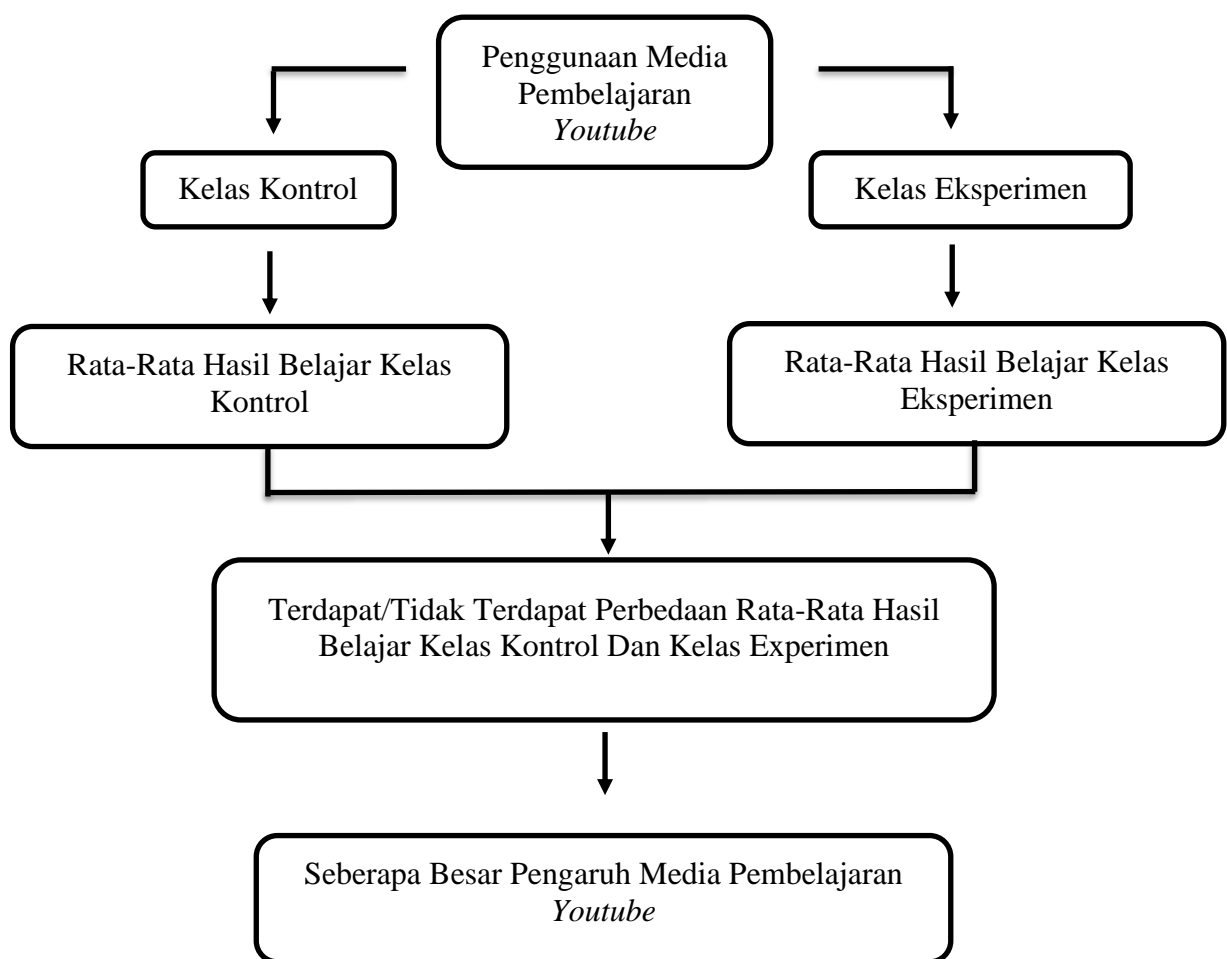 Penggunaan Media
Pembelajaran
Youtube
Kelas Kontrol
Kelas Eksperimen
Rata-Rata Hasil Belajar Kelas
Kontrol
Rata-Rata Hasil Belajar Kelas
Eksperimen
Terdapat/Tidak Terdapat Perbedaan Rata-Rata Hasil
Belajar Kelas Kontrol Dan Kelas Experimen
Seberapa Besar Pengaruh Media Pembelajaran
Youtube